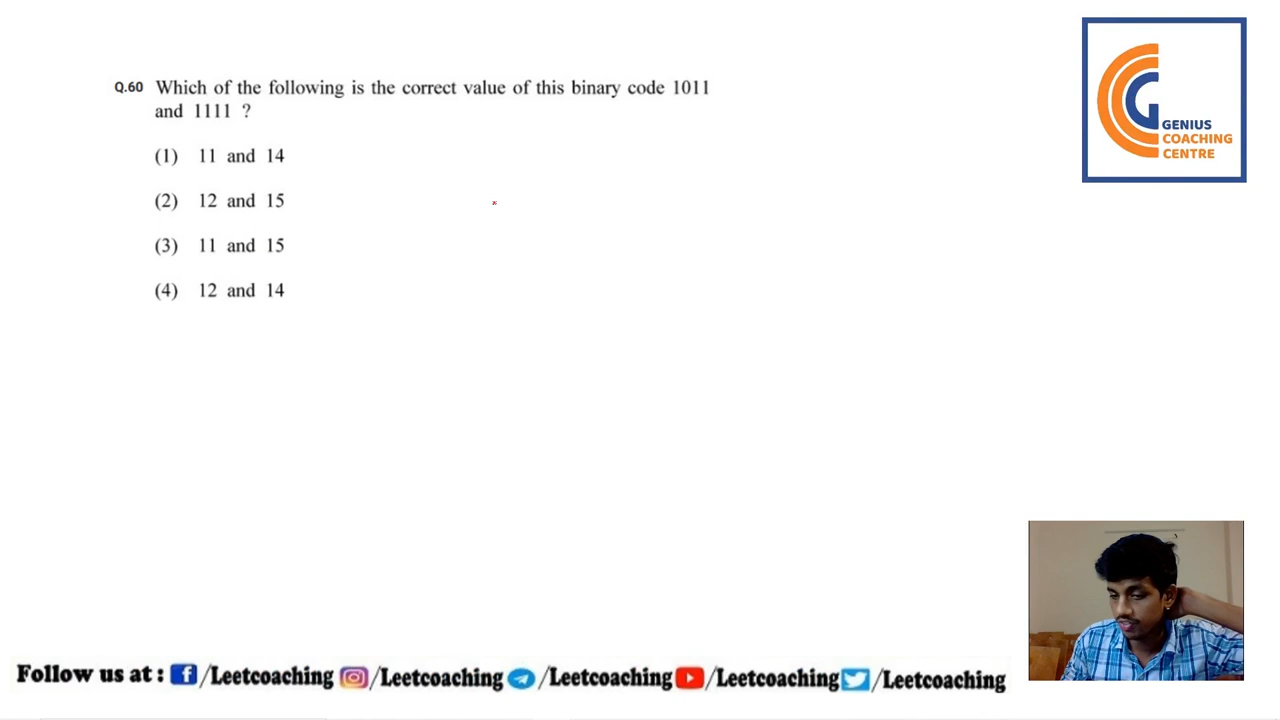 Q.60 Which of the following is the correct value of this binary code 1011
and 1111 ?
(1) 11 and 14
(2) 12 and 15
(3) 11 and 15
(4) 12 and 14
GENIUS
COACHING
CENTRE
Follow us at : /Leetcoaching /Leetcoaching /Leetcoaching /Leetcoaching /Leetcoaching